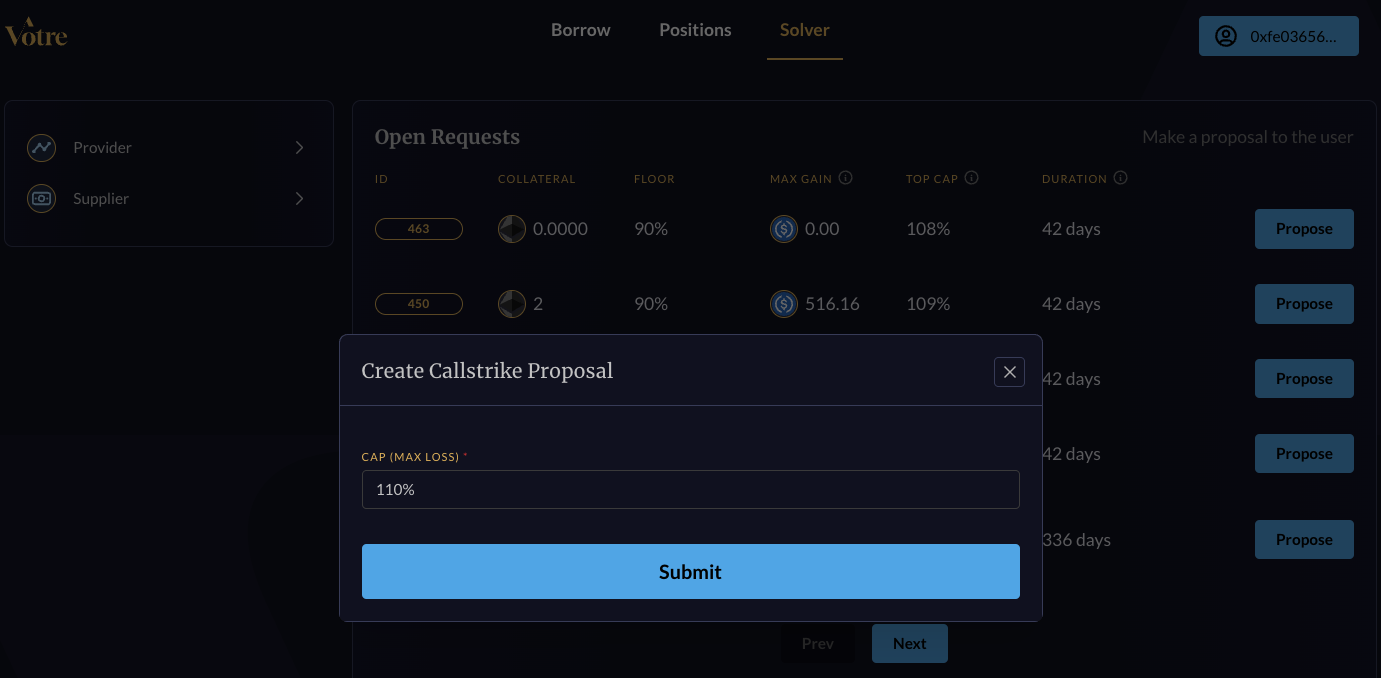 Vôtre
Borrow
Positions
Solver
0xfe03656...
Provider
Supplier
Open Requests
Make a proposal to the user
ID COLLATERAL FLOOR MAX GAIN TOP CAP DURATION
463 0.0000 90% 0.00 108% 42 days Propose
450 2 90% 516.16 109% 42 days Propose
Create Callstrike Proposal
42 days Propose
CAP (MAX LOSS) *
42 days Propose
110%
336 days Propose
Submit
Prev Next